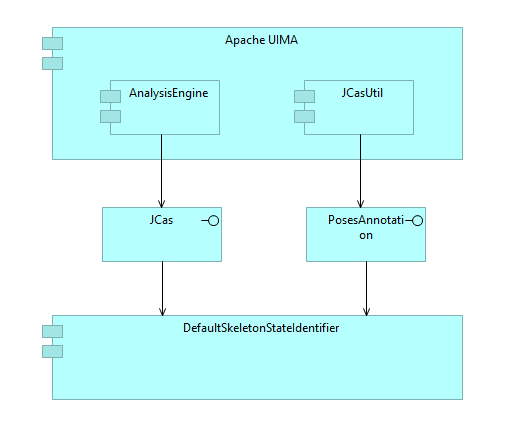 Apache UIMA
AnalysisEngine
JCasUtil
JCas
PosesAnnotati
on
DefaultSkeletonStateIdentifier